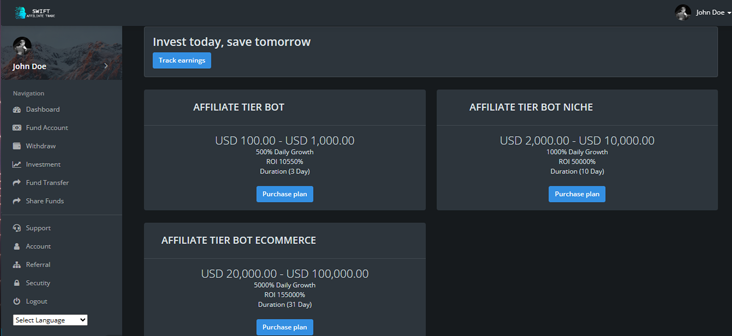 SWIFT
AFFILIATE TRADE
John Doe
John Doe
Navigation
Dashboard
Fund Account
Withdraw
Investment
Fund Transfer
Share Funds
Support
Account
Referral
Secutity
Logout
Select Language
Invest today, save tomorrow
Track earnings
AFFILIATE TIER BOT
USD 100.00 - USD 1,000.00
500% Daily Growth
ROI 10550%
Duration (3 Day)
Purchase plan
AFFILIATE TIER BOT NICHE
USD 2,000.00 - USD 10,000.00
1000% Daily Growth
ROI 50000%
Duration (10 Day)
Purchase plan
AFFILIATE TIER BOT ECOMMERCE
USD 20,000.00 - USD 100,000.00
5000% Daily Growth
ROI 155000%
Duration (31 Day)
Purchase plan